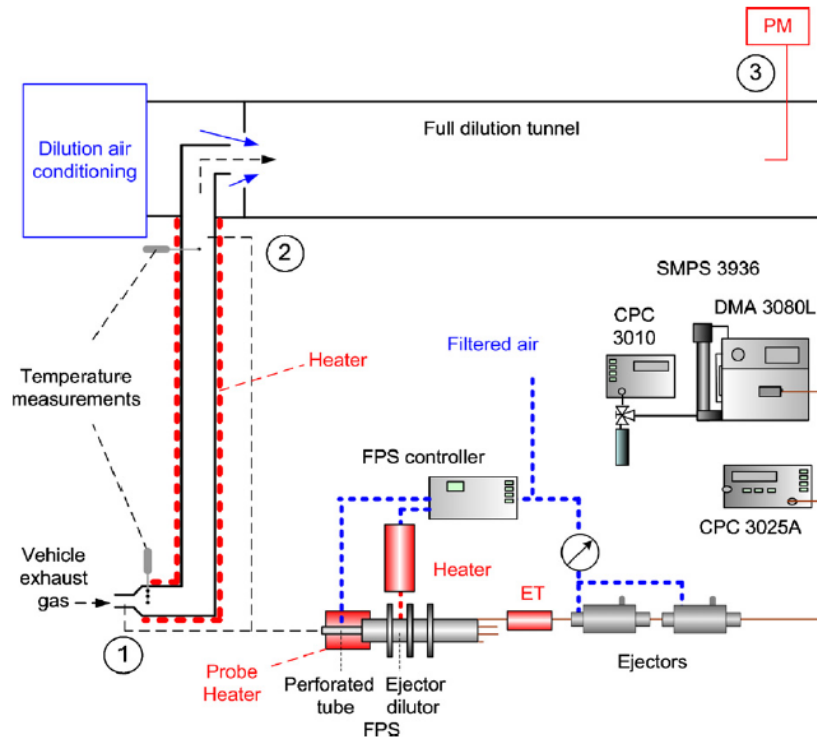 PM
3
Dilution air
conditioning
Full dilution tunnel
2
SMPS 3936
CPC
3010
DMA 3080L
Filtered air
Heater
Temperature
measurements
FPS controller
CPC 3025A
Vehicle
exhaust
gas
Heater
ET
1
Probe
Heater
Perforated
tube
Ejector
dilutor
FPS
Ejectors